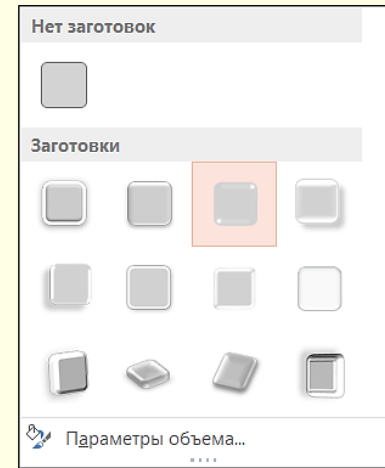 Нет заготовок
Заготовки
Параметры объема...